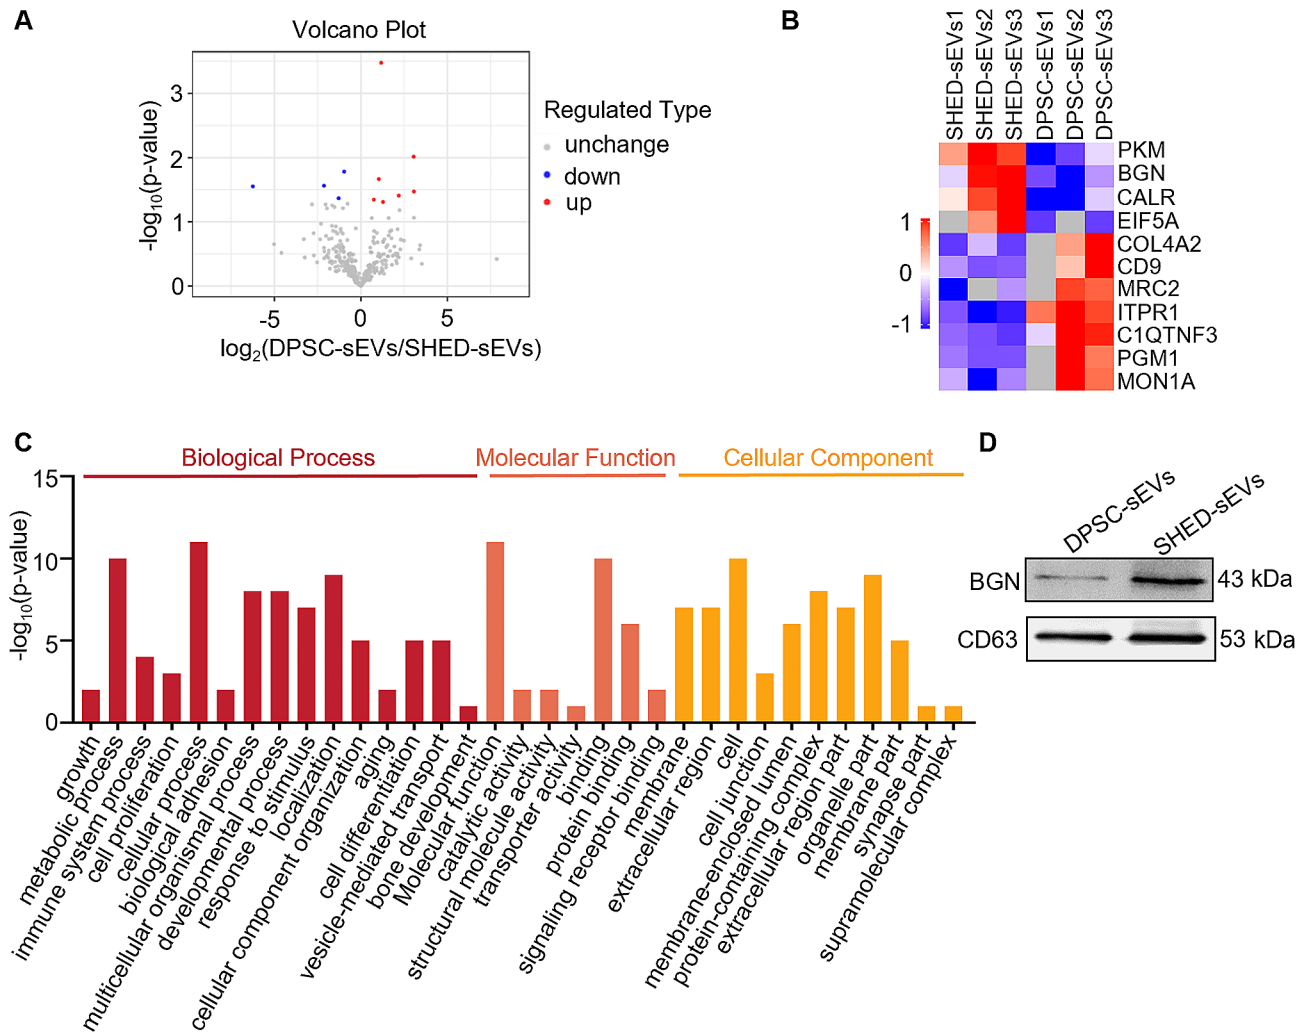 A
Volcano Plot
-log10(p-value)
3
2
1
0
-5
0
5
log2(DPSC-sEVs/SHED-sEVs)
Regulated Type
unchange
down
up
B
SHED-sEVs1
SHED-sEVs2
SHED-sEVs3
DPSC-sEVs1
DPSC-sEVs2
DPSC-sEVs3
PKM
BGN
CALR
EIF5A
COL4A2
CD9
MRC2
ITPR1
C1QTNF3
PGM1
MON1A
1
0
-1
C
Biological Process
Molecular Function
Cellular Component
-log10(p-value)
15
10
5
0
growth
metabolic process
immune system process
cell proliferation
cellular process
biological adhesion
multicellular organismal process
developmental process
response to stimulus
localization
cellular component organization
aging
cell differentiation
vesicle-mediated transport
bone development
Molecular function
catalytic activity
structural molecule activity
transporter activity
binding
protein binding
signaling receptor binding
membrane
extracellular region
cell
cell junction
membrane-enclosed lumen
protein-containing complex
extracellular region part
organelle part
membrane part
synapse part
supramolecular complex
D
DPSC-sEVs
SHED-sEVs
BGN
43 kDa
CD63
53 kDa